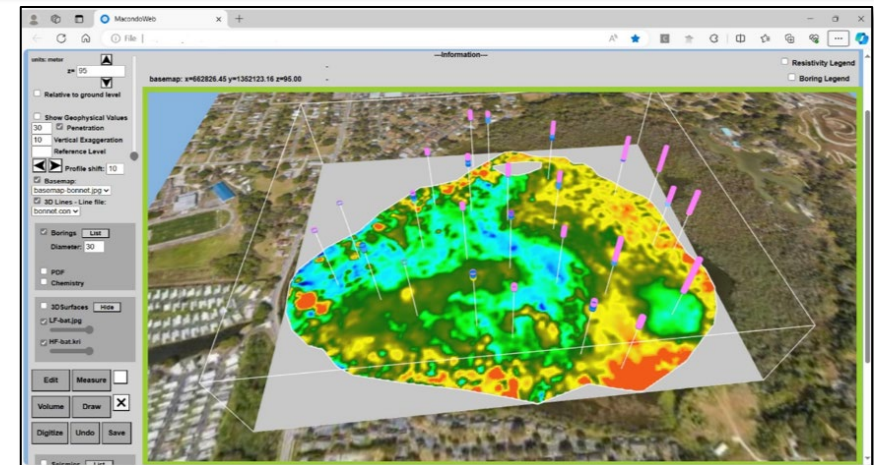 MacondoWeb
File
units: meter
z= 95
Relative to ground level
Show Geophysical Values
30 Penetration
10 Vertical Exaggeration
Reference Level
Profile shift: 10
Basemap:
basemap-bonnet.jpg
3D Lines - Line file:
bonnet.con
Borings List
Diameter: 30
PDF
Chemistry
3DSurfaces Hide
LF-bat.jpg
HF-bat.kri
Edit Measure
Volume Draw X
Digitize Undo Save
Seismics List
---Information---
basemap: x=662826.45 y=1352123.16 z=95.00
Resistivity Legend
Boring Legend